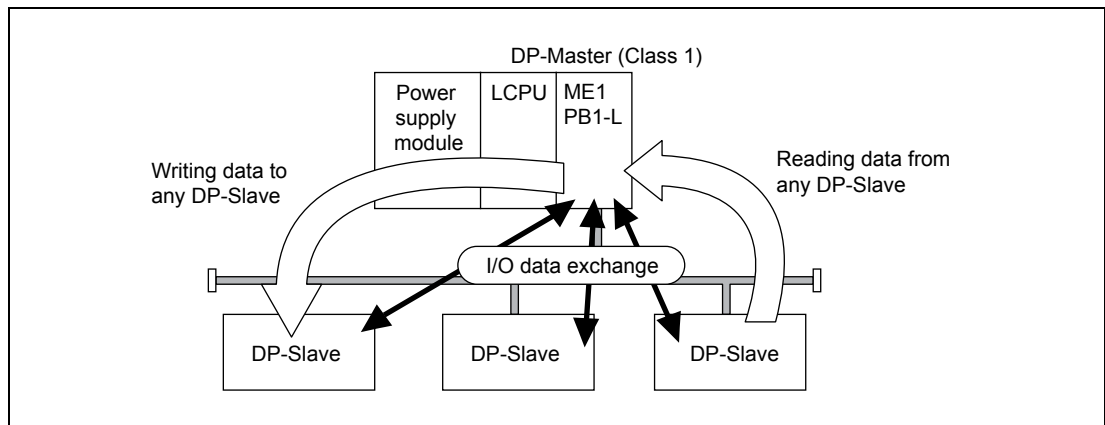 DP-Master (Class 1)
Power
supply
module
LCPU
ME1
PB1-L
Writing data to
any DP-Slave
Reading data from
any DP-Slave
I/O data exchange
DP-Slave
DP-Slave
DP-Slave